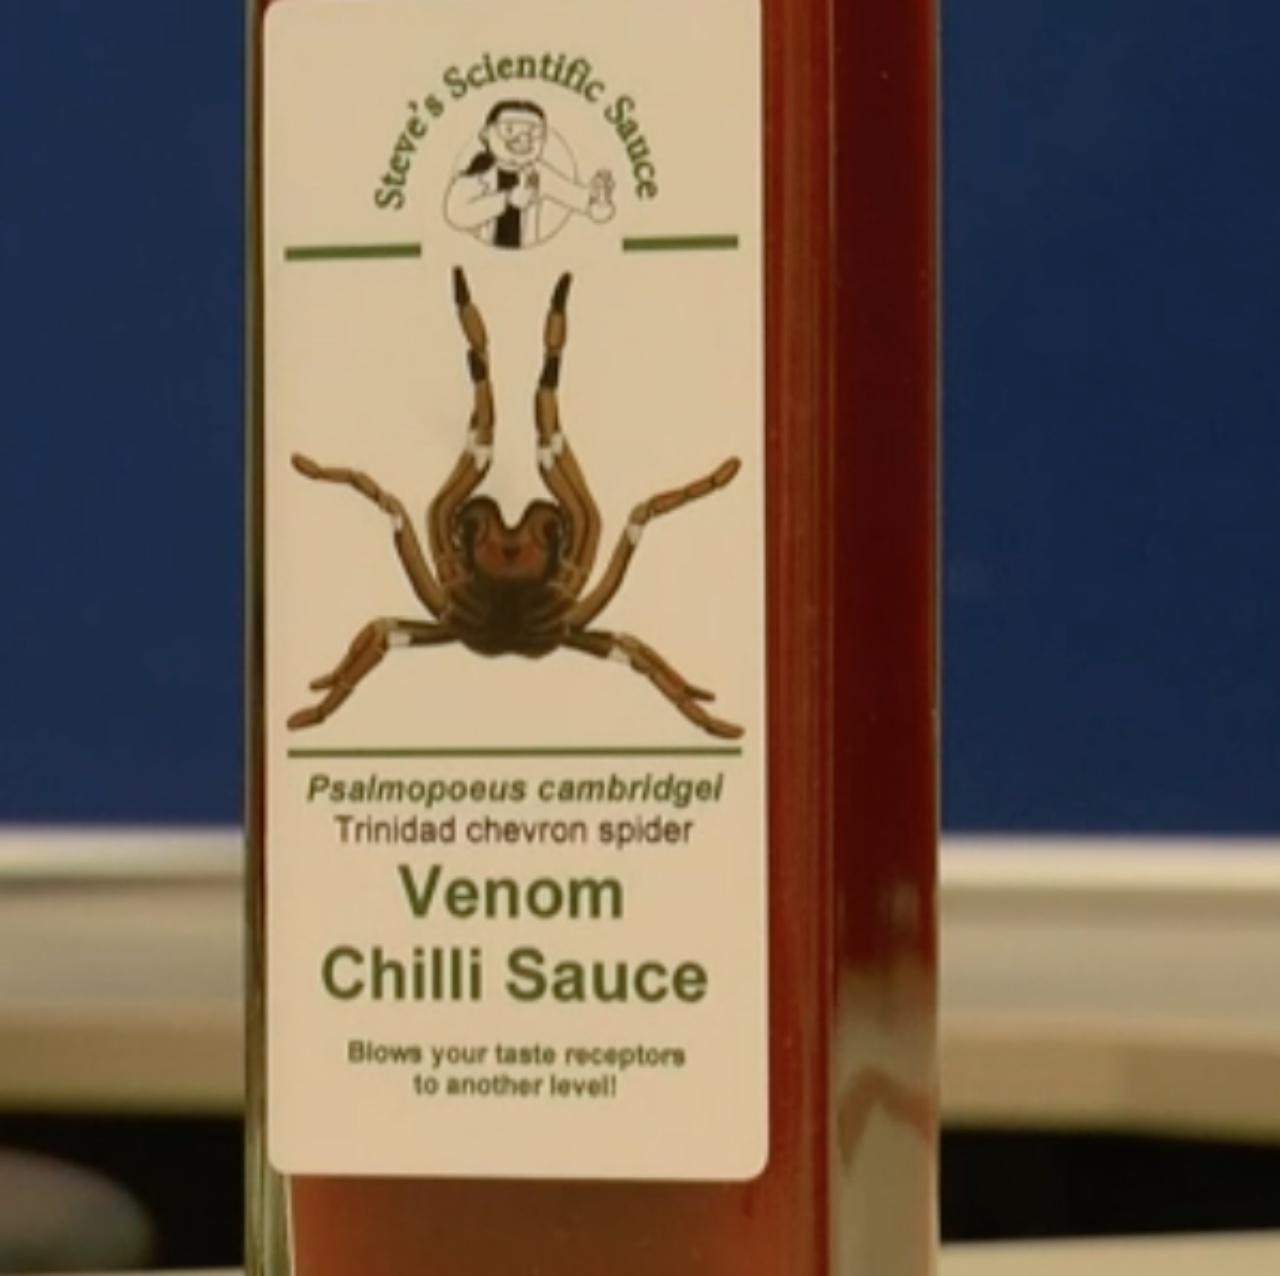 Steve's Scientific Sauce
Psalmopoeus cambridgei
Trinidad chevron spider
Venom
Chilli Sauce
Blows your taste receptors
to another level!